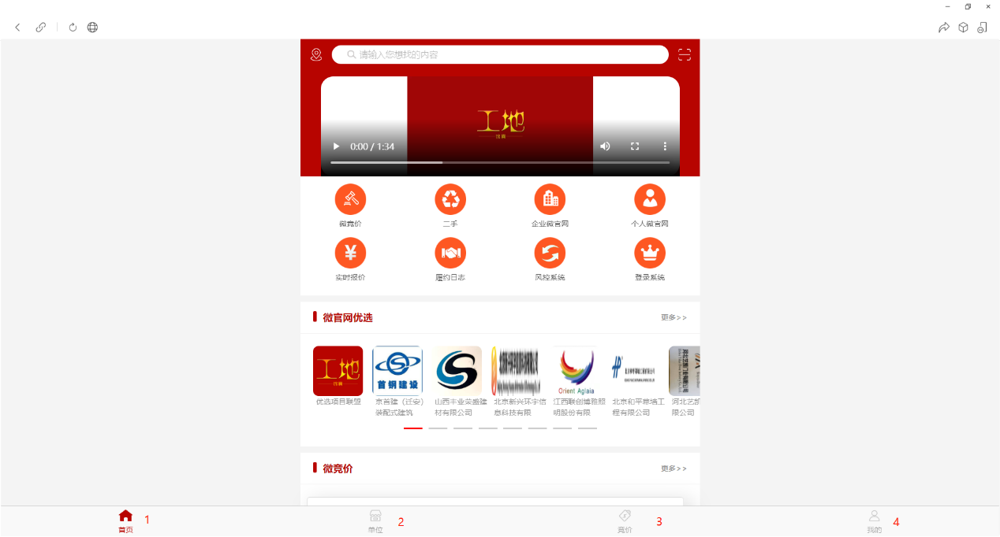 请输入您想找的内容
工地
优选
0:00 / 1:34
微竞价
二手
企业微官网
个人微官网
实时报价
履约日志
风控系统
登录系统
微官网优选
更多>>
工地
优选
首钢建设
Orient Aglaia
优选项目联盟
京首建（迁安）
装配式建筑
山西丰业荣盛建
材有限公司
北京新兴环宇信
息科技有限
江西联创博雅照
明股份有限
北京和平幕墙工
程有限公司
河北艺凯
限公司
微竞价
更多>>
首页
1
单位
2
竞价
3
我的
4